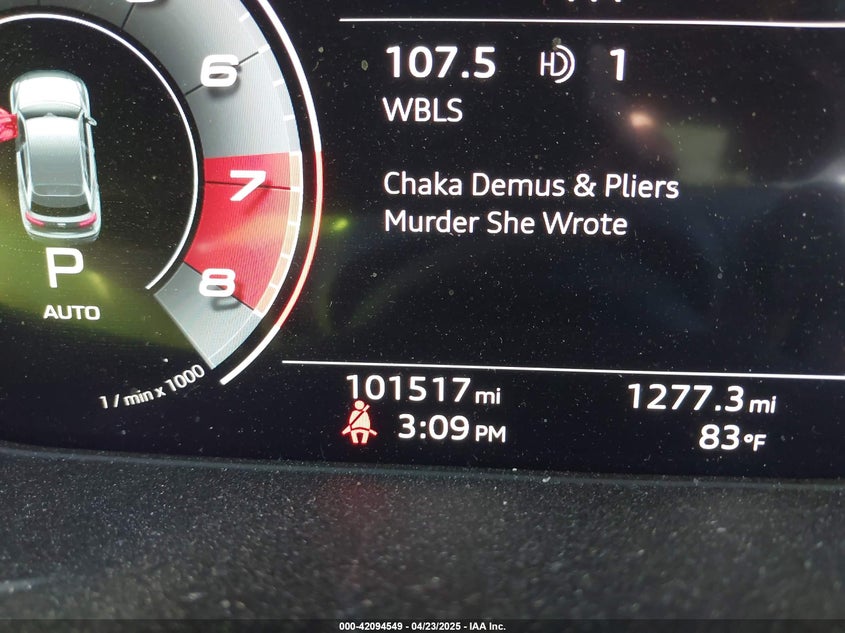 6
107.5 HD 1
WBLS
7
Chaka Demus & Pliers
Murder She Wrote
P
8
AUTO
1 / min x 1000
101517 mi
1277.3 mi
3:09 PM
83°F
000-42094549 - 04/23/2025 - IAA Inc.